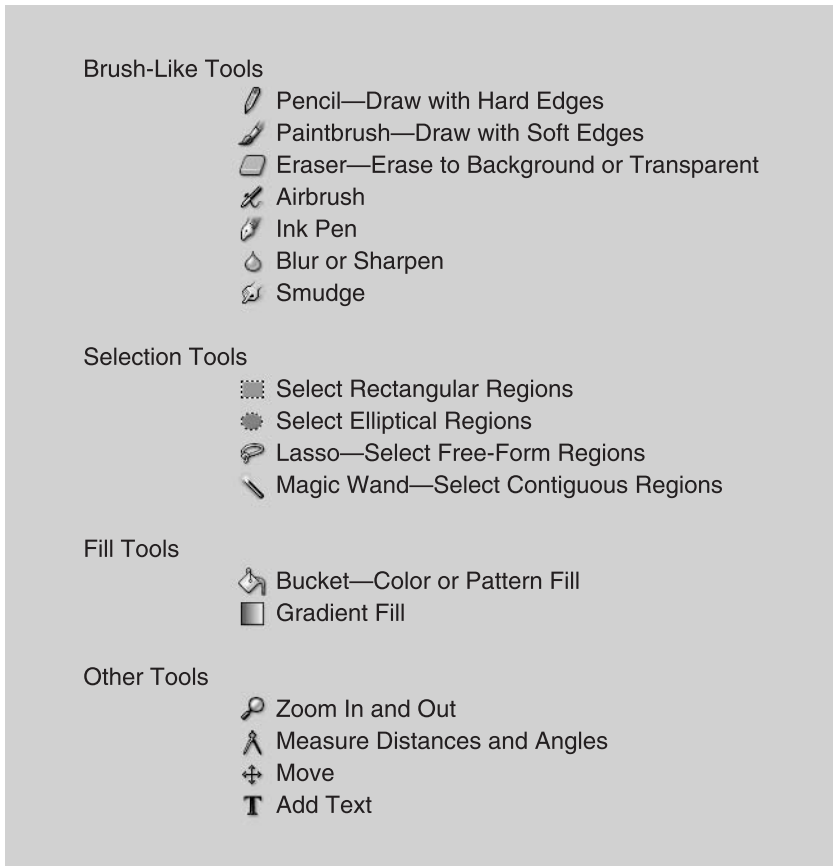 Brush-Like Tools
Pencil—Draw with Hard Edges
Paintbrush—Draw with Soft Edges
Eraser—Erase to Background or Transparent
Airbrush
Ink Pen
Blur or Sharpen
Smudge
Selection Tools
Select Rectangular Regions
Select Elliptical Regions
Lasso—Select Free-Form Regions
Magic Wand—Select Contiguous Regions
Fill Tools
Bucket—Color or Pattern Fill
Gradient Fill
Other Tools
Zoom In and Out
Measure Distances and Angles
Move
Add Text